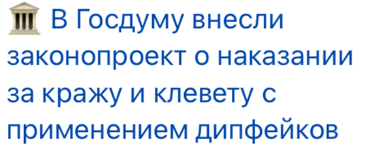 🏛 В Госдуму внесли
законопроект о наказании
за кражу и клевету с
применением дипфейков